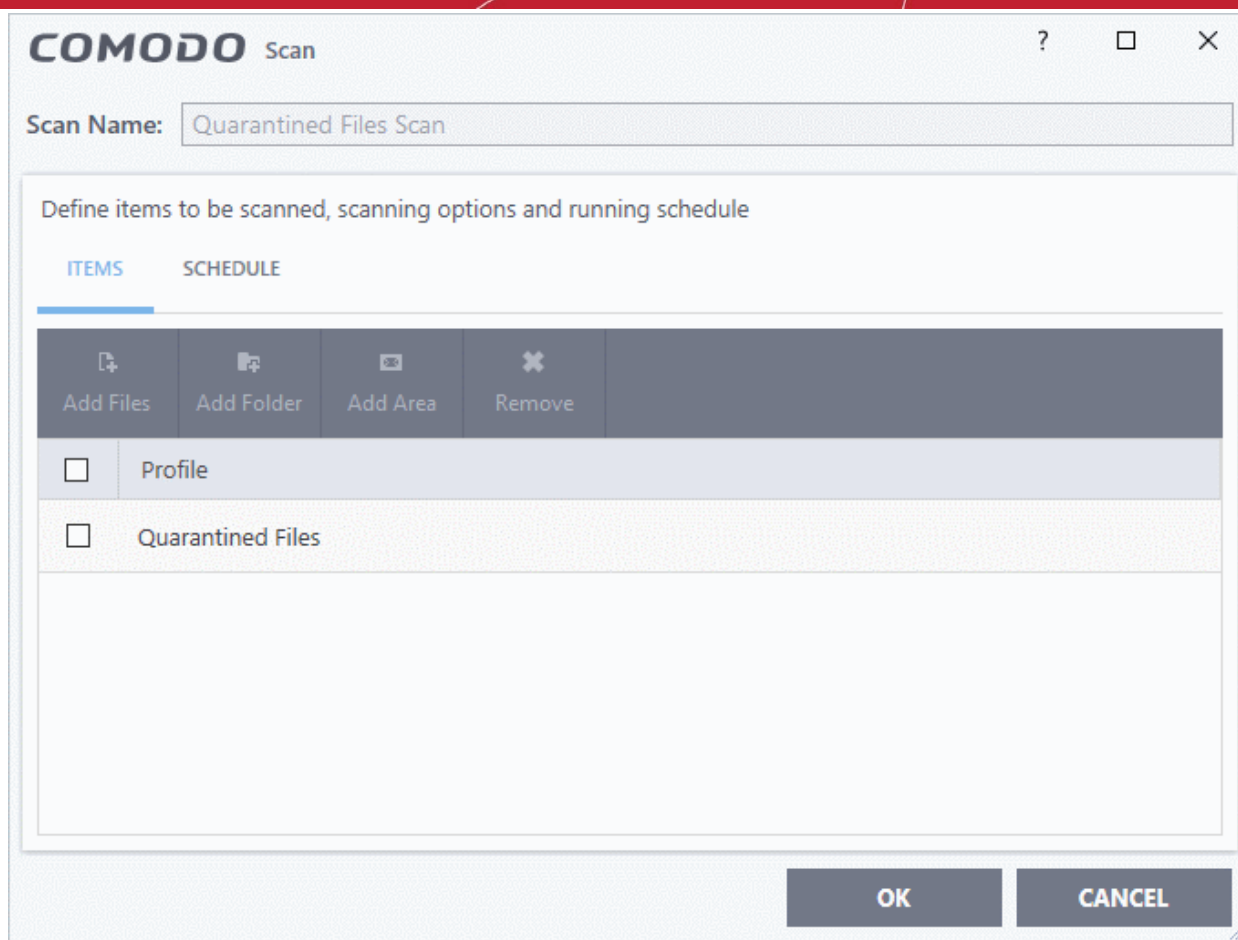 COMODO Scan ?
Scan Name: Quarantined Files Scan
Define items to be scanned, scanning options and running schedule
ITEMS SCHEDULE
Add Files Add Folder Add Area Remove
Profile
Quarantined Files
OK CANCEL